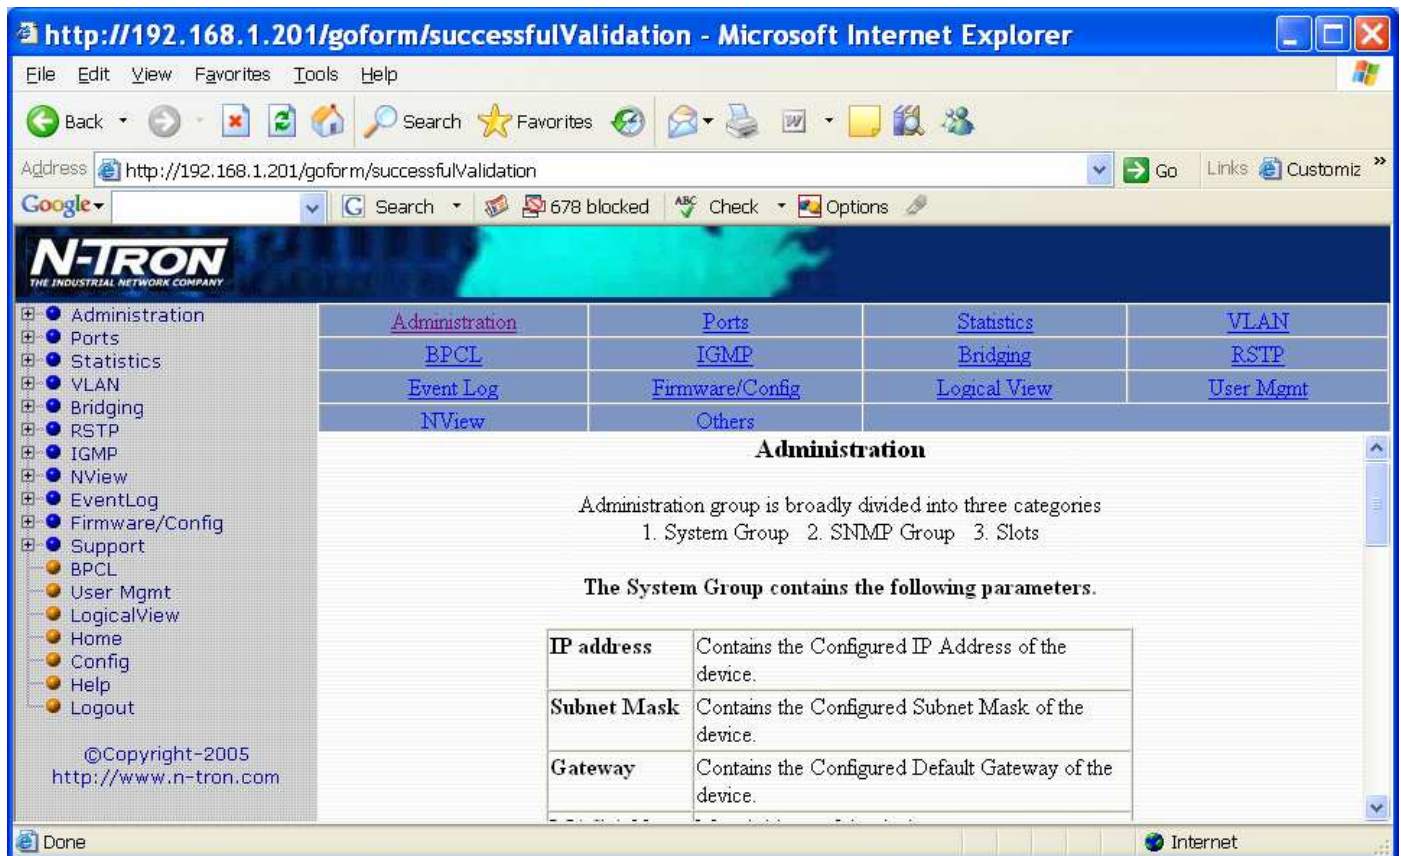 http://192.168.1.201/goform/successfulValidation - Microsoft Internet Explorer
File Edit View Favorites Tools Help
Back Search Favorites
Address http://192.168.1.201/goform/successfulValidation Go Links Customiz »
Google Search 678 blocked ABC Check Options
N-TRON
THE INDUSTRIAL NETWORK COMPANY
Administration
Ports
Statistics
VLAN
Bridging
RSTP
IGMP
NView
EventLog
Firmware/Config
Support
BPCL
User Mgmt
LogicalView
Home
Config
Help
Logout
©Copyright-2005
http://www.n-tron.com
Administration Ports Statistics VLAN
BPCL IGMP Bridging RSTP
Event Log Firmware/Config Logical View User Mgmt
NView Others
Administration
Administration group is broadly divided into three categories
1. System Group 2. SNMP Group 3. Slots
The System Group contains the following parameters.
IP address Contains the Configured IP Address of the
device.
Subnet Mask Contains the Configured Subnet Mask of the
device.
Gateway Contains the Configured Default Gateway of the
device.
Done Internet